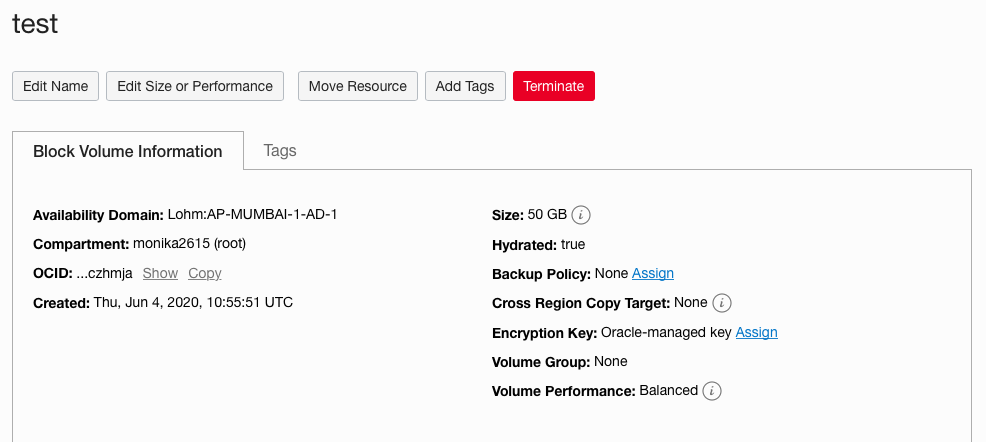 test
Edit Name
Edit Size or Performance
Move Resource
Add Tags
Terminate
Block Volume Information
Tags
Availability Domain: Lohm:AP-MUMBAI-1-AD-1
Compartment: monika2615 (root)
OCID: ...czhmja Show Copy
Created: Thu, Jun 4, 2020, 10:55:51 UTC
Size: 50 GB i
Hydrated: true
Backup Policy: None Assign
Cross Region Copy Target: None i
Encryption Key: Oracle-managed key Assign
Volume Group: None
Volume Performance: Balanced i